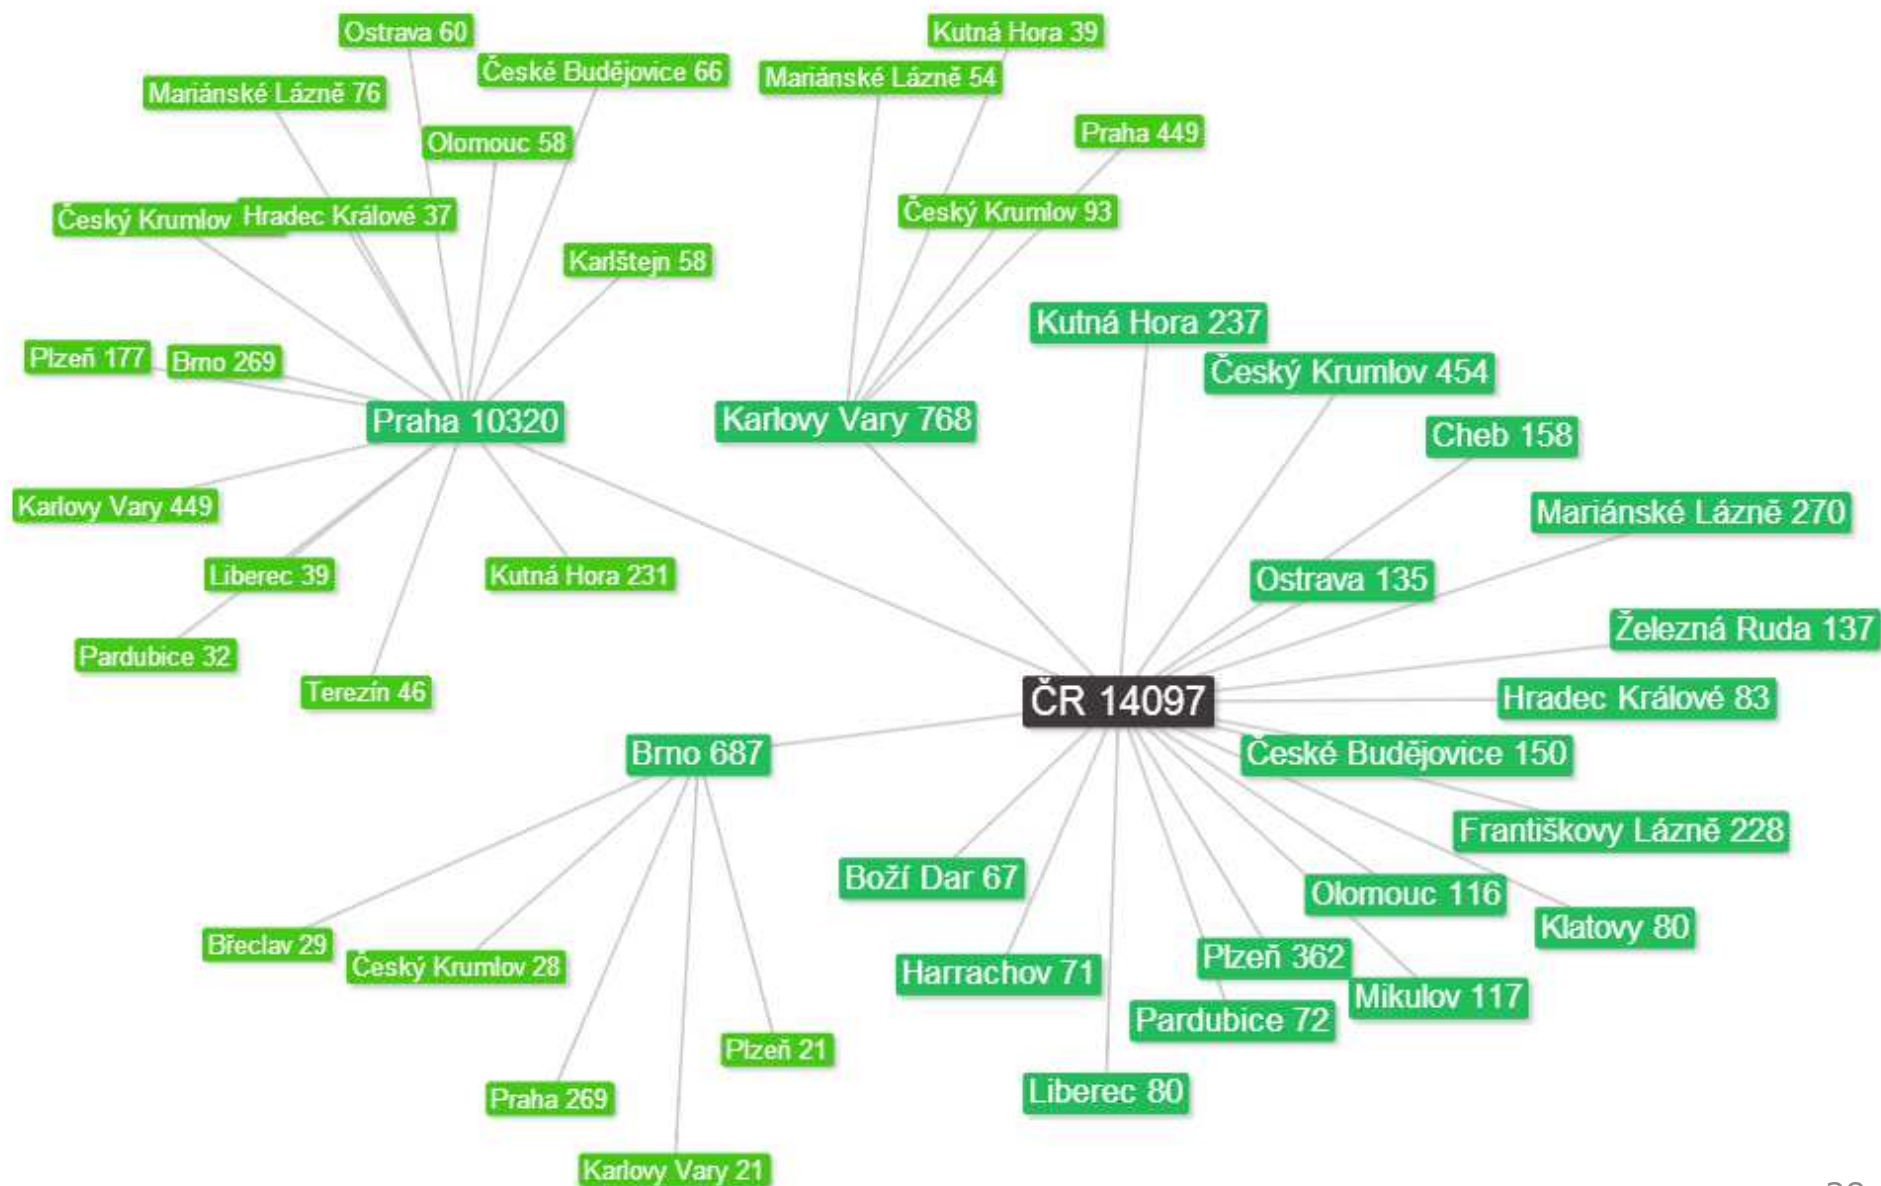 Ostrava 60
Kutná Hora 39
České Budějovice 66
Mariánské Lázně 54
Mariánské Lázně 76
Praha 449
Olomouc 58
Český Krumlov 93
Český Krumlov
Hradec Králové 37
Karlštejn 58
Kutná Hora 237
Plzeň 177
Brno 269
Český Krumlov 454
Praha 10320
Karlovy Vary 768
Cheb 158
Karlovy Vary 449
Mariánské Lázně 270
Liberec 39
Kutná Hora 231
Ostrava 135
Železná Ruda 137
Pardubice 32
Terezín 46
ČR 14097
Hradec Králové 83
Brno 687
České Budějovice 150
Františkovy Lázně 228
Boží Dar 67
Olomouc 116
Klatovy 80
Břeclav 29
Český Krumlov 28
Harrachov 71
Plzeň 362
Mikulov 117
Pardubice 72
Plzeň 21
Praha 269
Liberec 80
Karlovy Vary 21